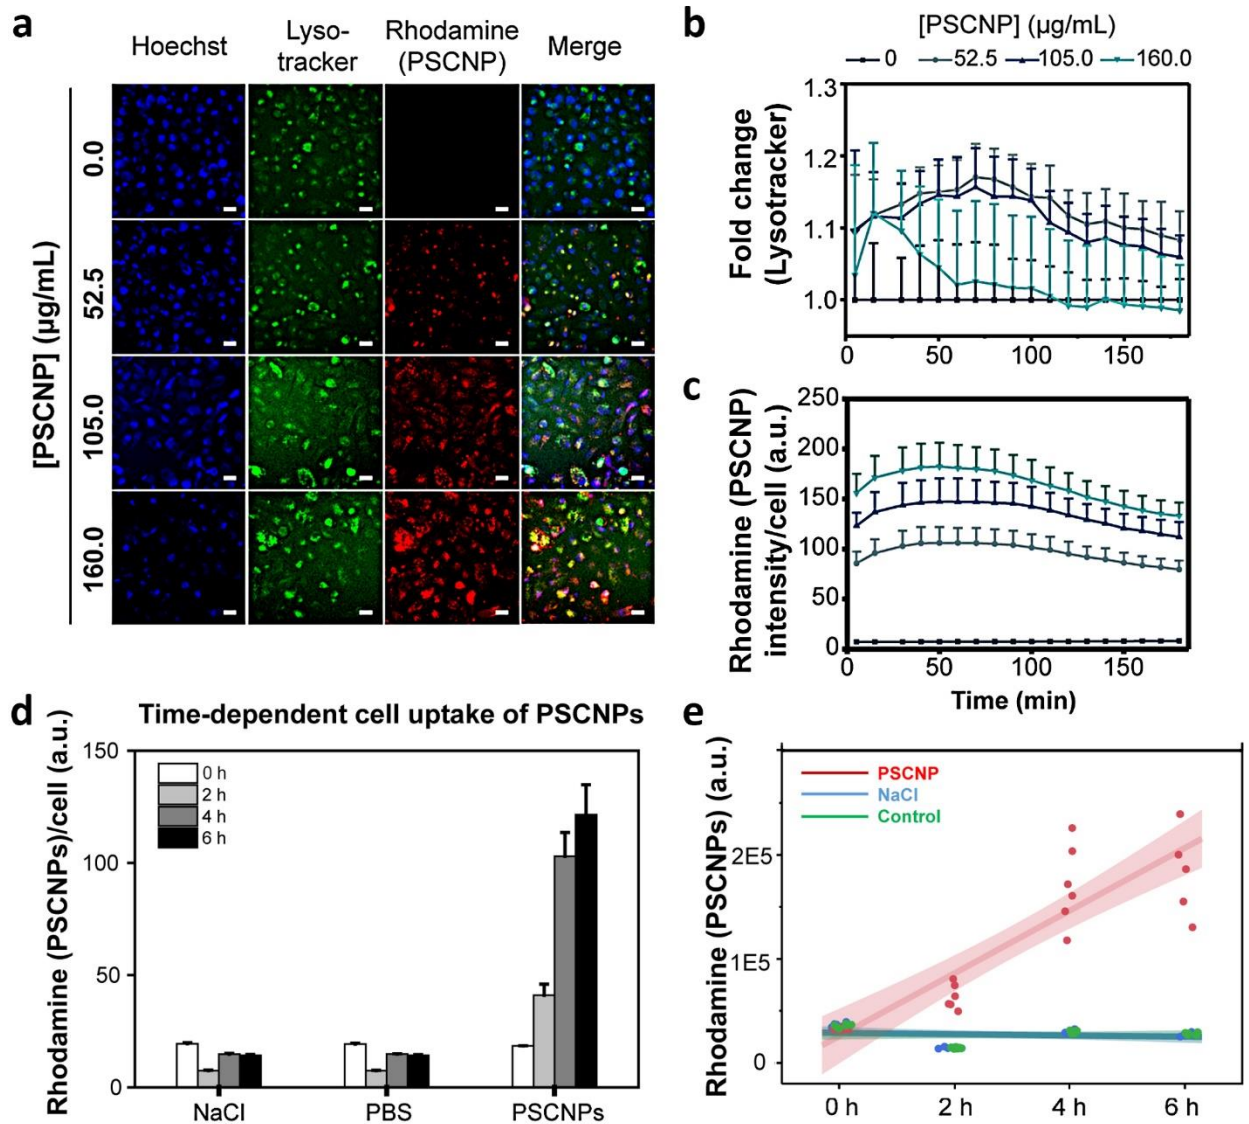 a
Hoechst
Lyso-
tracker
Rhodamine
(PSCNP)
Merge
[PSCNP] (µg/mL)
0.0
52.5
105.0
160.0
b
[PSCNP] (µg/mL)
0 52.5 105.0 160.0
Fold change
(Lysotracker)
1.3
1.2
1.1
1.0
0 50 100 150
c
Rhodamine (PSCNP)
intensity/cell (a.u.)
250
200
150
100
50
0
0 50 100 150
Time (min)
d
Time-dependent cell uptake of PSCNPs
Rhodamine (PSCNPs)/cell (a.u.)
150
100
50
0
0 h
2 h
4 h
6 h
NaCl PBS PSCNPs
e
Rhodamine (PSCNPs) (a.u.)
PSCNP
NaCl
Control
2E5
1E5
0
0 h 2 h 4 h 6 h